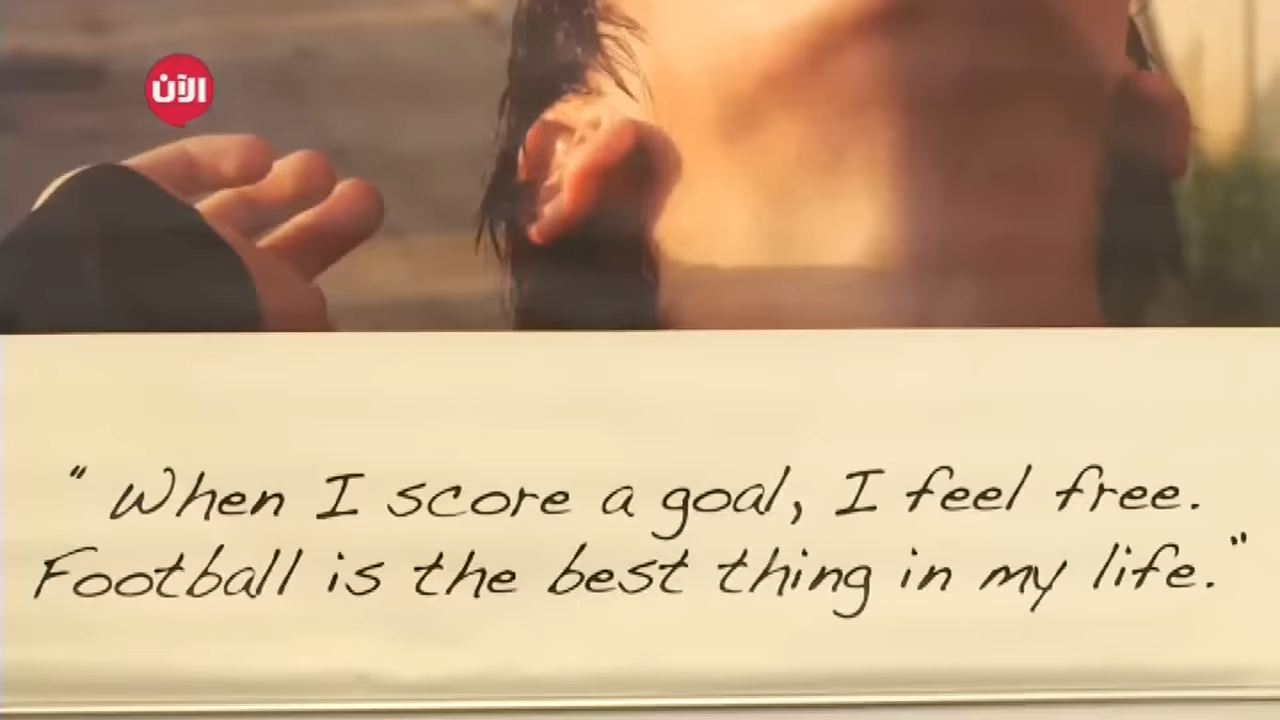 الآن
" When I score a goal, I feel free.
Football is the best thing in my life."